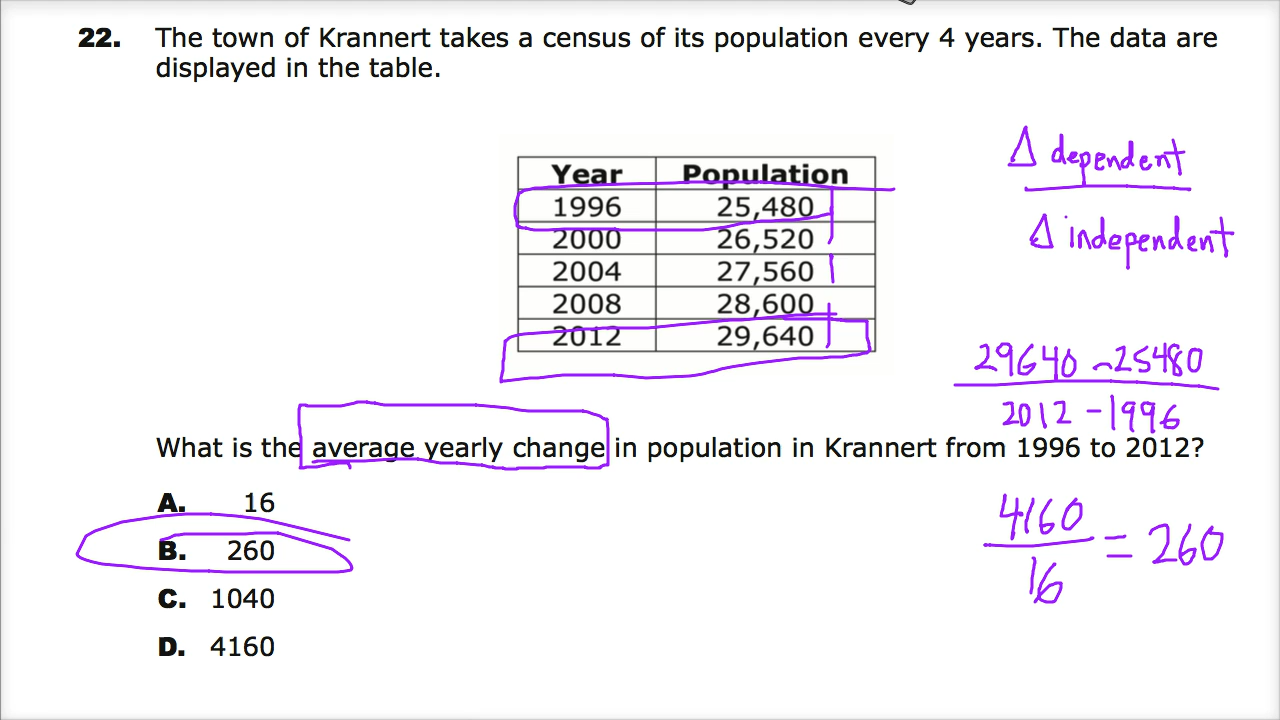 22. The town of Krannert takes a census of its population every 4 years. The data are
displayed in the table.
Δ dependent
Δ independent
Year Population
1996 25,480
2000 26,520
2004 27,560
2008 28,600
2012 29,640
29640 -25480
2012 -1996
What is the average yearly change in population in Krannert from 1996 to 2012?
A. 16
B. 260
C. 1040
D. 4160
4160
16
= 260